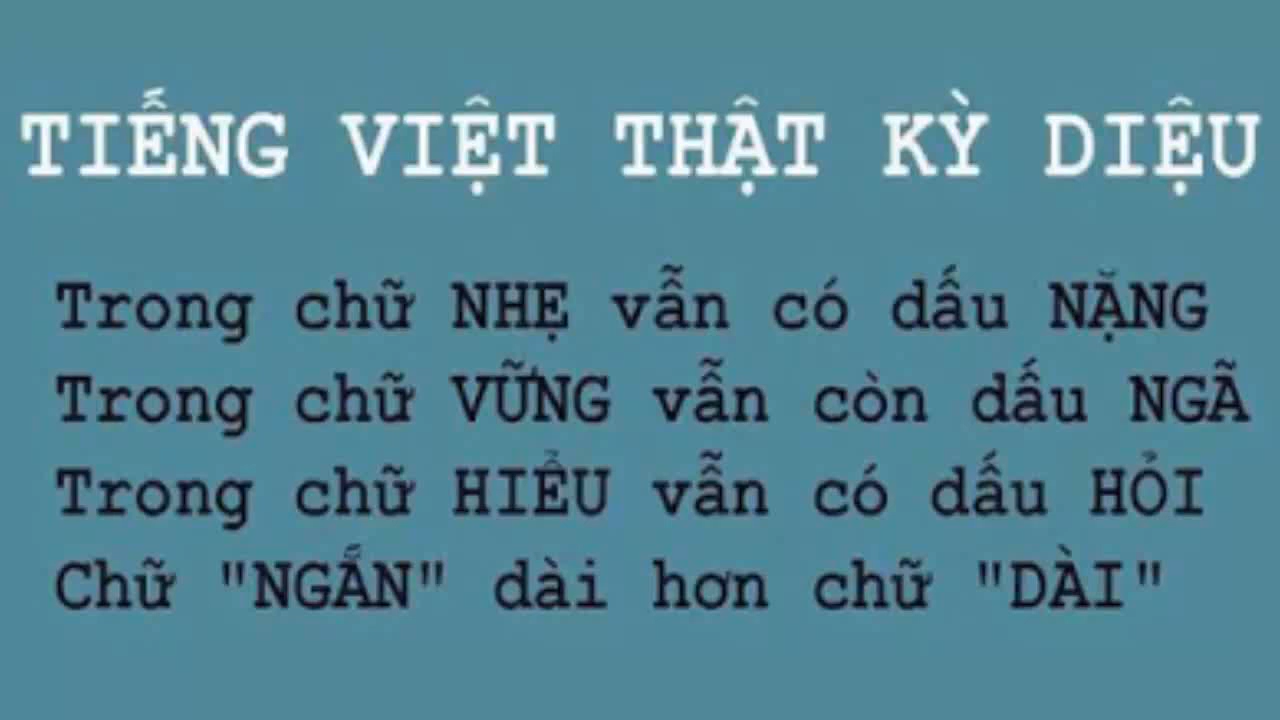 TIẾNG VIỆT THẬT KỲ DIỆU
Trong chữ NHẸ vẫn có dấu NẶNG
Trong chữ VỮNG vẫn còn dấu NGÃ
Trong chữ HIỂU vẫn có dấu HỎI
Chữ "NGẮN" dài hơn chữ "DÀI"